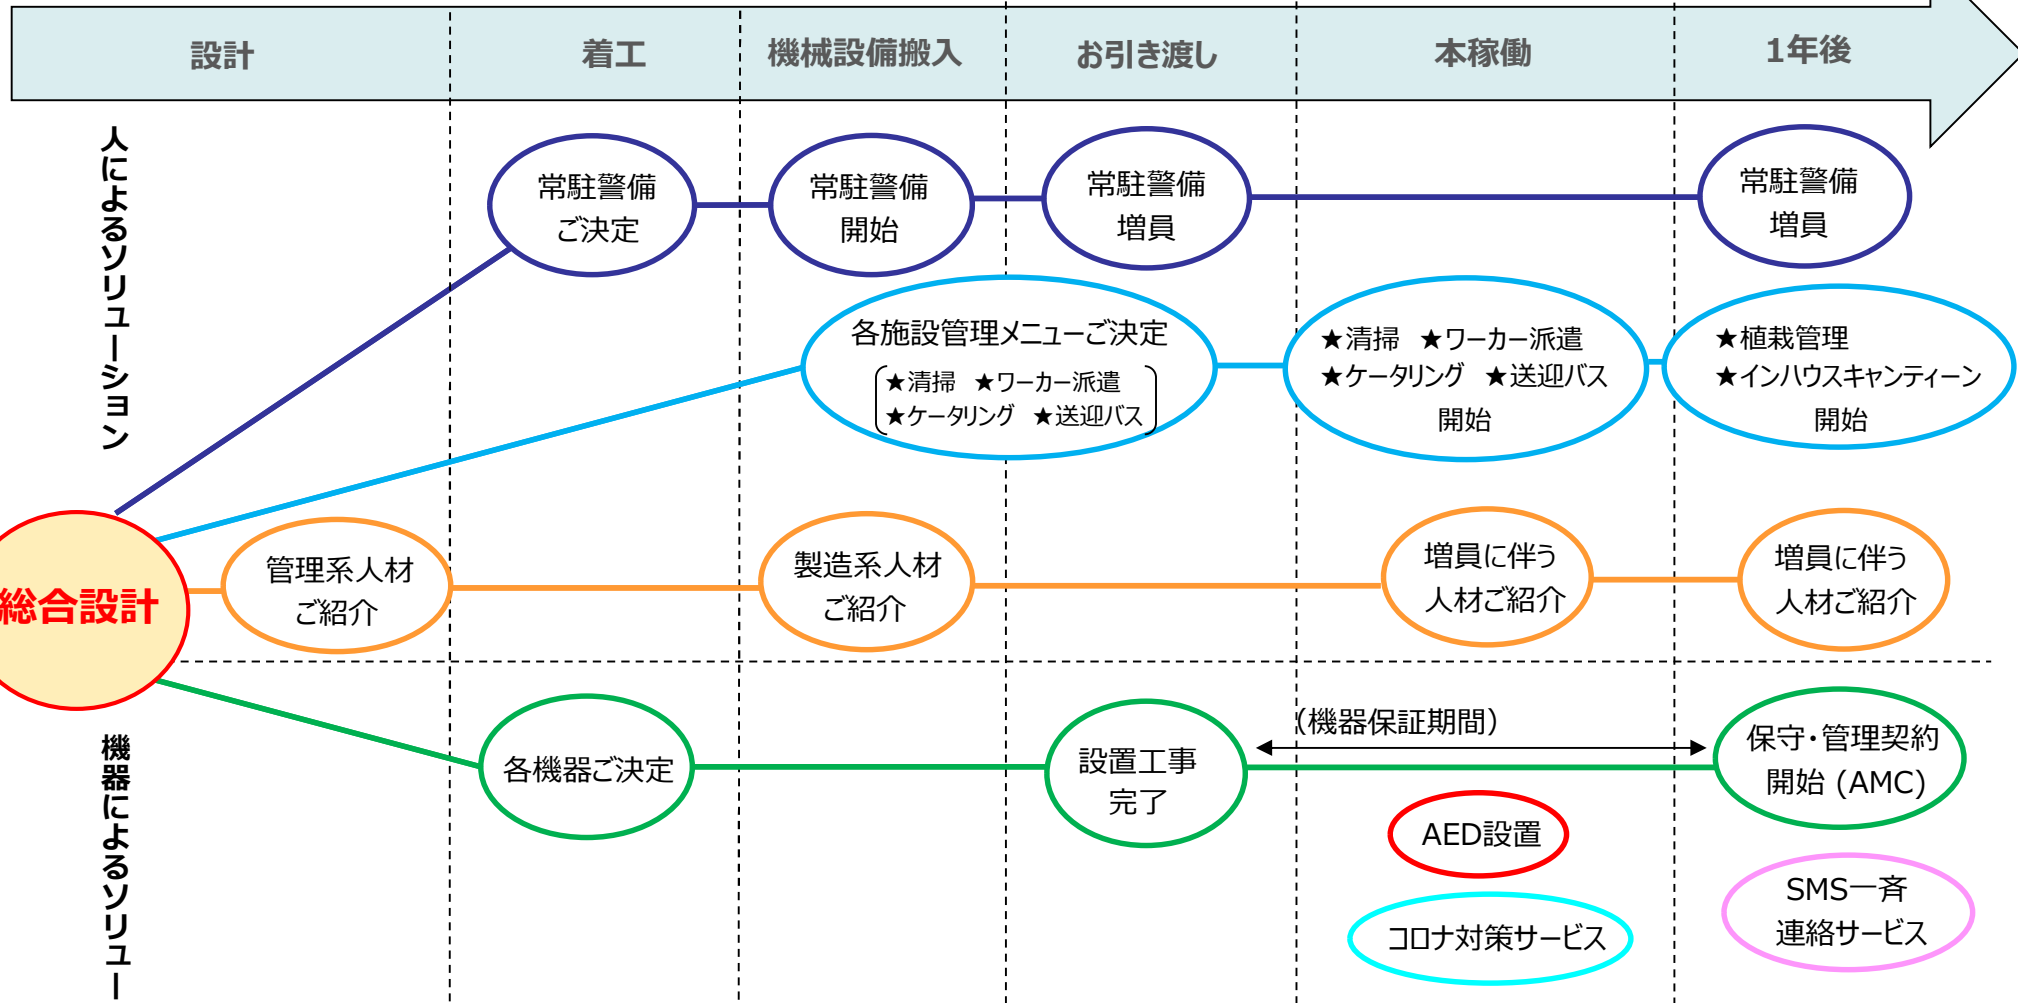 設計
着工
機械設備搬入
お引き渡し
本稼働
1年後
人によるソリューション
常駐警備
ご決定
常駐警備
開始
常駐警備
増員
常駐警備
増員
各施設管理メニューご決定
★清掃 ★ワーカー派遣
★ケータリング ★送迎バス
★清掃 ★ワーカー派遣
★ケータリング ★送迎バス
開始
★植栽管理
★インハウスキャンティーン
開始
総合設計
管理系人材
ご紹介
製造系人材
ご紹介
増員に伴う
人材ご紹介
増員に伴う
人材ご紹介
機器によるソリュー
各機器ご決定
設置工事
完了
(機器保証期間)
保守・管理契約
開始 (AMC)
AED設置
コロナ対策サービス
SMS一斉
連絡サービス